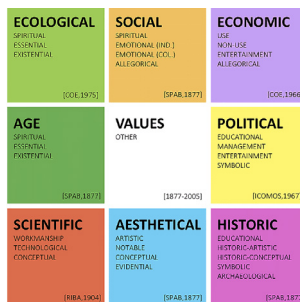 ECOLOGICAL
SPIRITUAL
ESSENTIAL
EXISTENTIAL
[COE,1975]
SOCIAL
SPIRITUAL
EMOTIONAL (IND.)
EMOTIONAL (COL.)
ALLEGORICAL
[SPAB,1877]
ECONOMIC
USE
NON-USE
ENTERTAINMENT
ALLEGORICAL
[COE,1966]
AGE
SPIRITUAL
ESSENTIAL
EXISTENTIAL
[SPAB,1877]
VALUES
OTHER
[1877-2005]
POLITICAL
EDUCATIONAL
MANAGEMENT
ENTERTAINMENT
SYMBOLIC
[ICOMOS,1967]
SCIENTIFIC
WORKMANSHIP
TECHNOLOGICAL
CONCEPTUAL
[RIBA,1904]
AESTHETICAL
ARTISTIC
NOTABLE
CONCEPTUAL
EVIDENTIAL
[SPAB,1877]
HISTORIC
EDUCATIONAL
HISTORIC-ARTISTIC
HISTORIC-CONCEPTUAL
SYMBOLIC
ARCHAEOLOGICAL
[SPAB,1877]